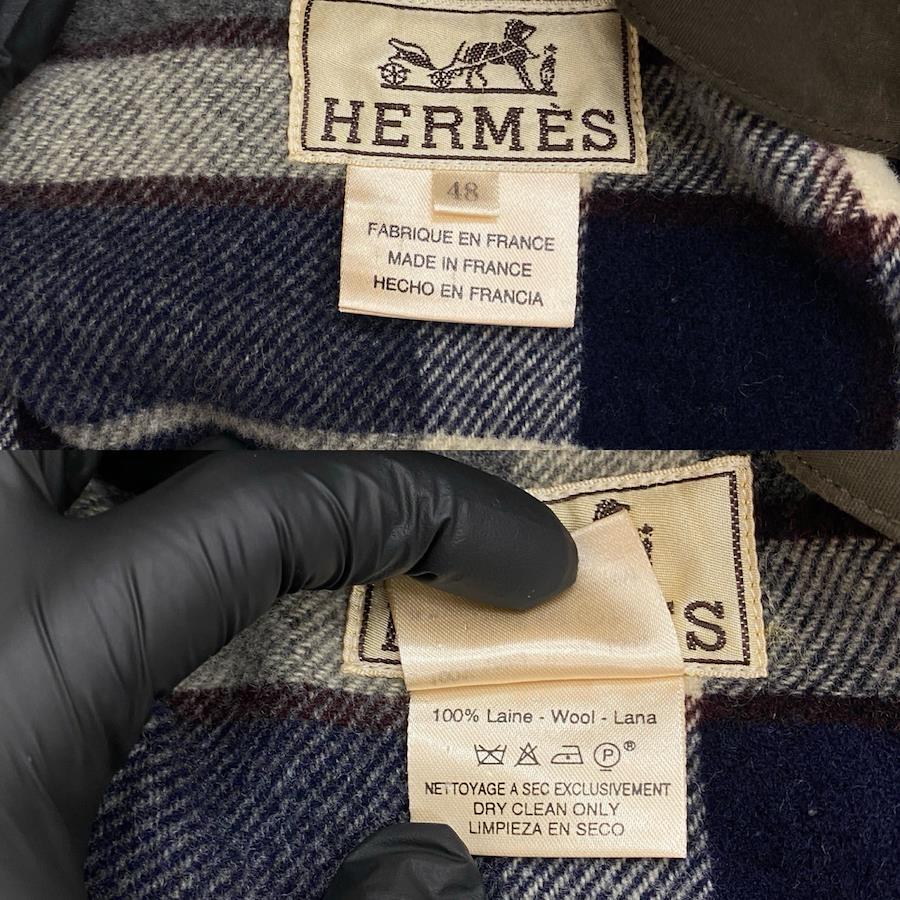 HERMÈS
48
FABRIQUE EN FRANCE
MADE IN FRANCE
HECHO EN FRANCIA
ÈS
100% Laine - Wool - Lana
P®
NETTOYAGE A SEC EXCLUSIVEMENT
DRY CLEAN ONLY
LIMPIEZA EN SECO